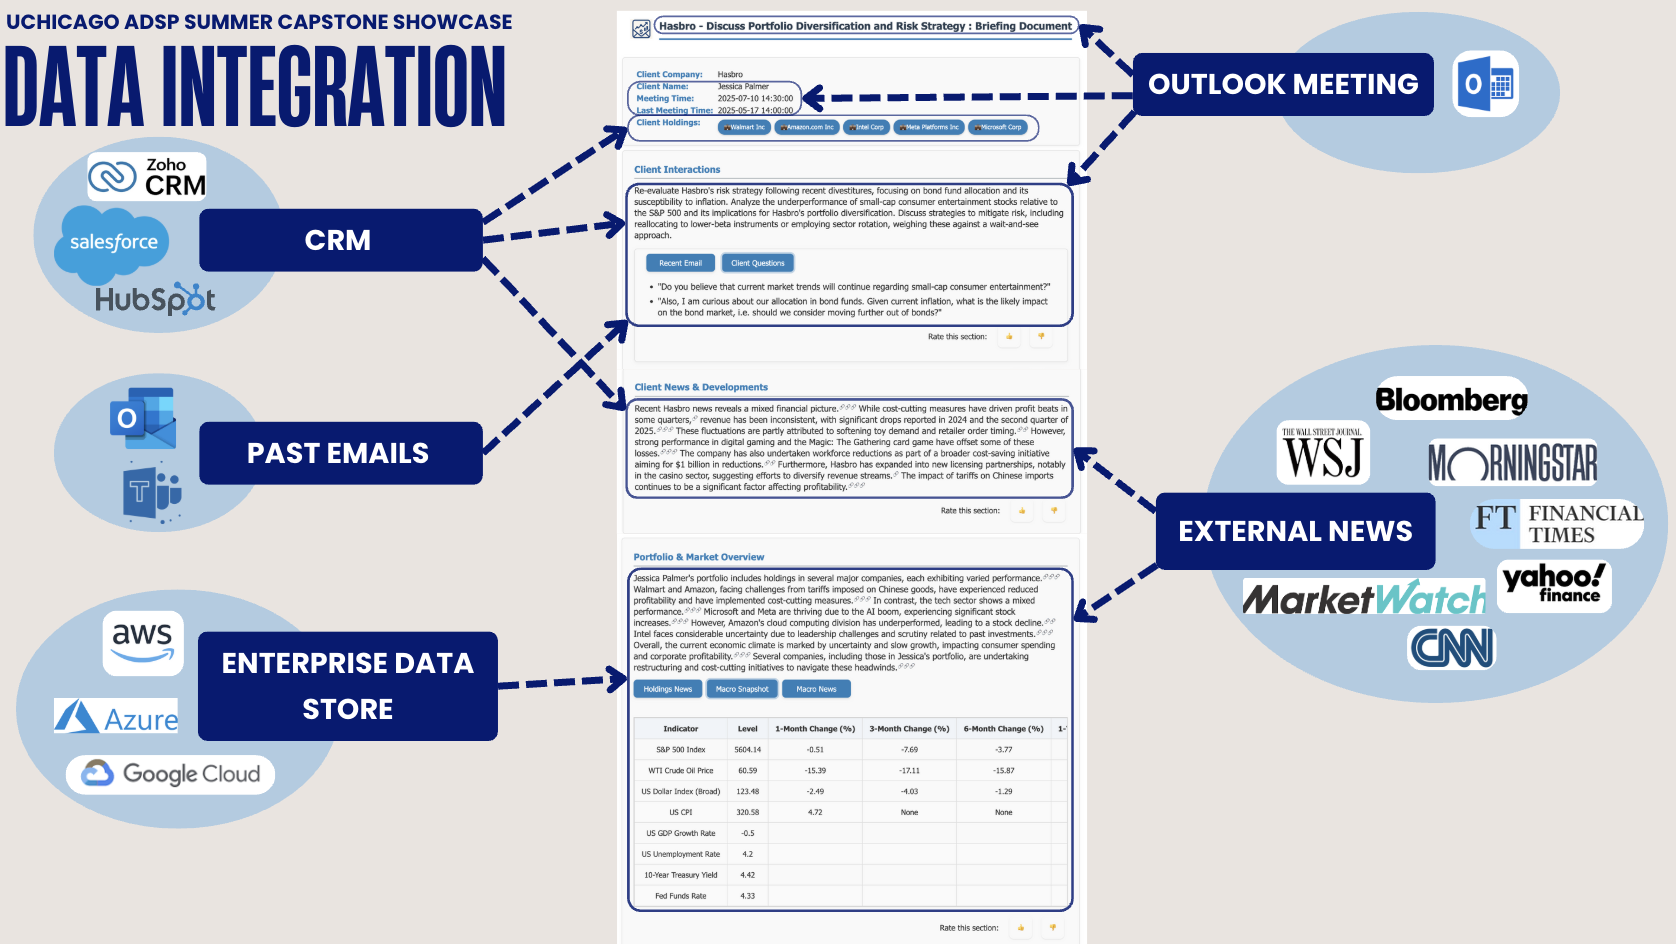 UCHICAGO ADSP SUMMER CAPSTONE SHOWCASE
DATA INTEGRATION
Zoho
CRM
salesforce
HubSpot
CRM
PAST EMAILS
aws
Azure
Google Cloud
ENTERPRISE DATA
STORE
Hasbro - Discuss Portfolio Diversification and Risk Strategy : Briefing Document
Client Company: Hasbro
Client Name: Jessica Palmer
Meeting Time: 2025-07-10 14:30:00
Last Meeting Time: 2025-05-17 14:00:00
Client Holdings: Walmart Inc Amazon.com Inc Intel Corp Meta Platforms Inc Microsoft Corp
Client Interactions
Re-evaluate Hasbro's risk strategy following recent divestitures, focusing on bond fund allocation and its
susceptibility to inflation. Analyze the underperformance of small-cap consumer entertainment stocks relative to
the S&P 500 and its implications for Hasbro's portfolio diversification. Discuss strategies to mitigate risk, including
reallocating to lower-beta instruments or employing sector rotation, weighing these against a wait-and-see
approach.
Recent Email Client Questions
• "Do you believe that current market trends will continue regarding small-cap consumer entertainment?"
• "Also, I am curious about our allocation in bond funds. Given current inflation, what is the likely impact
on the bond market, i.e. should we consider moving further out of bonds?"
Rate this section:
Client News & Developments
Recent Hasbro news reveals a mixed financial picture. While cost-cutting measures have driven profit beats in
some quarters, revenue has been inconsistent, with significant drops reported in 2024 and the second quarter of
2025. These fluctuations are partly attributed to softening toy demand and retailer order timing. However,
strong performance in digital gaming and the Magic: The Gathering card game have offset some of these
losses. The company has also undertaken workforce reductions as part of a broader cost-saving initiative
aiming for $1 billion in reductions. Furthermore, Hasbro has expanded into new licensing partnerships, notably
in the casino sector, suggesting efforts to diversify revenue streams. The impact of tariffs on Chinese imports
continues to be a significant factor affecting profitability.
Rate this section:
Portfolio & Market Overview
Jessica Palmer's portfolio includes holdings in several major companies, each exhibiting varied performance.
Walmart and Amazon, facing challenges from tariffs imposed on Chinese goods, have experienced reduced
profitability and have implemented cost-cutting measures. In contrast, the tech sector shows a mixed
performance. Microsoft and Meta are thriving due to the AI boom, experiencing significant stock
increases. However, Amazon's cloud computing division has underperformed, leading to a stock decline.
Intel faces considerable uncertainty due to leadership challenges and scrutiny related to past investments.
Overall, the current economic climate is marked by uncertainty and slow growth, impacting consumer spending
and corporate profitability. Several companies, including those in Jessica's portfolio, are undertaking
restructuring and cost-cutting initiatives to navigate these headwinds.
Holdings News Macro Snapshot Macro News
Indicator Level 1-Month Change (%) 3-Month Change (%) 6-Month Change (%) 1-
S&P 500 Index 5604.14 -0.51 -7.69 -3.77
WTI Crude Oil Price 60.59 -15.39 -17.11 -15.87
US Dollar Index (Broad) 123.48 -2.49 -4.03 -1.29
US CPI 320.58 4.72 None None
US GDP Growth Rate -0.5
US Unemployment Rate 4.2
10-Year Treasury Yield 4.42
Fed Funds Rate 4.33
Rate this section:
OUTLOOK MEETING
EXTERNAL NEWS
Bloomberg
THE WALL STREET JOURNAL
WSJ
MORNINGSTAR
FT FINANCIAL
TIMES
MarketWatch
yahoo!
finance
CNN